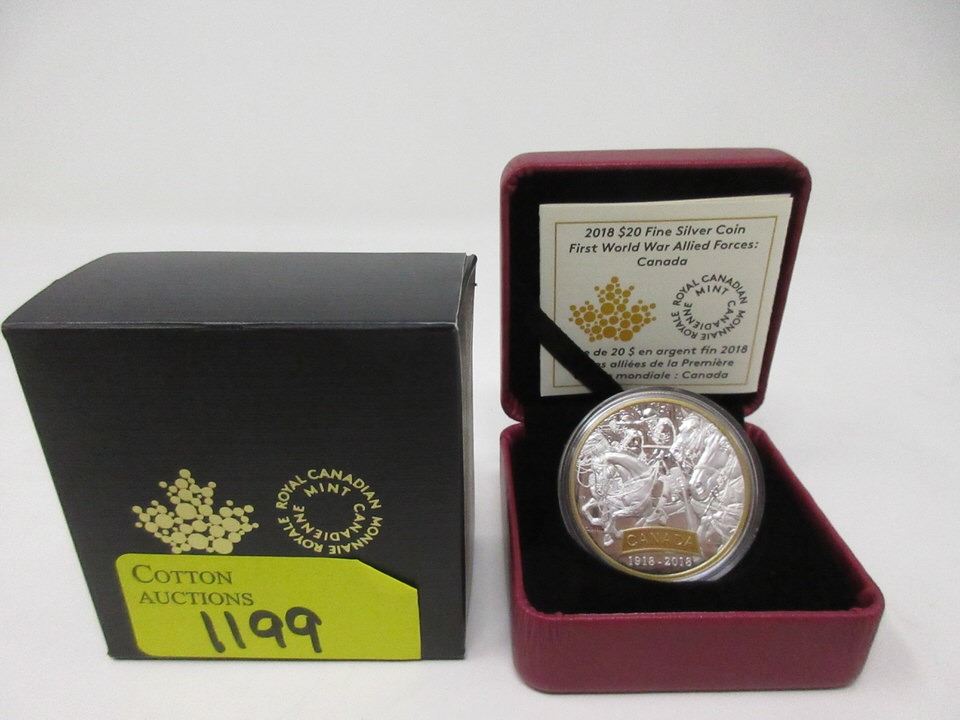 2018 $20 Fine Silver Coin
First World War Allied Forces:
Canada
ROYAL CANADIAN MINT
MONNAIE ROYALE CANADIENNE
de 20 $ en argent fin 2018
alliées de la Première
mondiale : Canada
CANADA
1918-2018
ROYAL CANADIAN MINT
MONNAIE ROYALE CANADIENNE
COTTON
AUCTIONS
1199